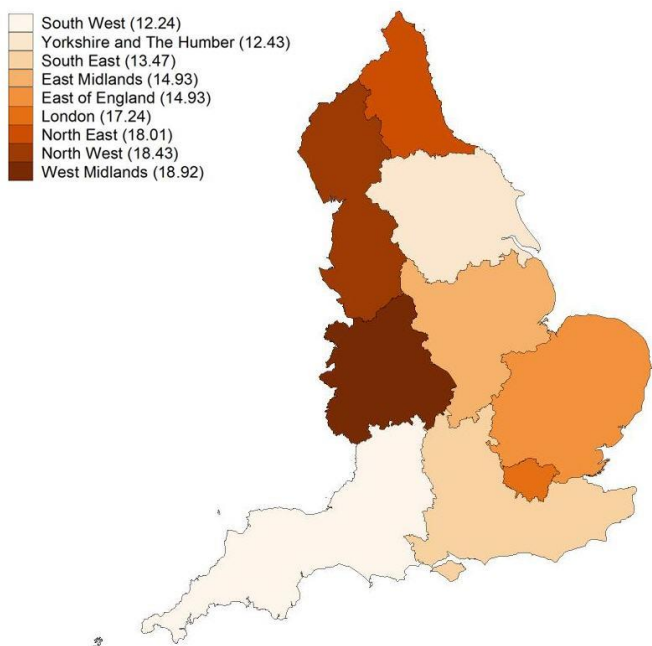 South West (12.24)
Yorkshire and The Humber (12.43)
South East (13.47)
East Midlands (14.93)
East of England (14.93)
London (17.24)
North East (18.01)
North West (18.43)
West Midlands (18.92)